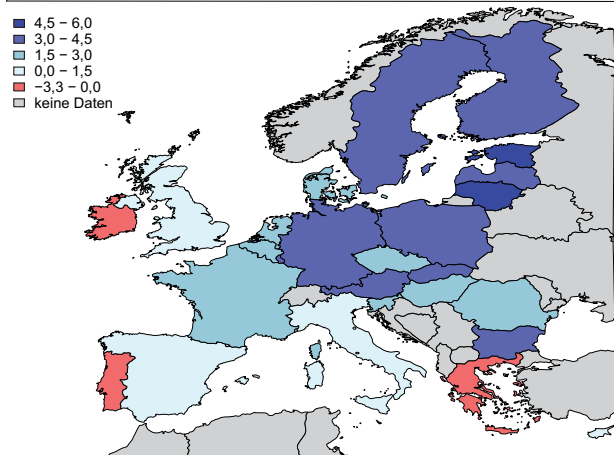 4,5 − 6,0
3,0 − 4,5
1,5 − 3,0
0,0 − 1,5
−3,3 − 0,0
keine Daten